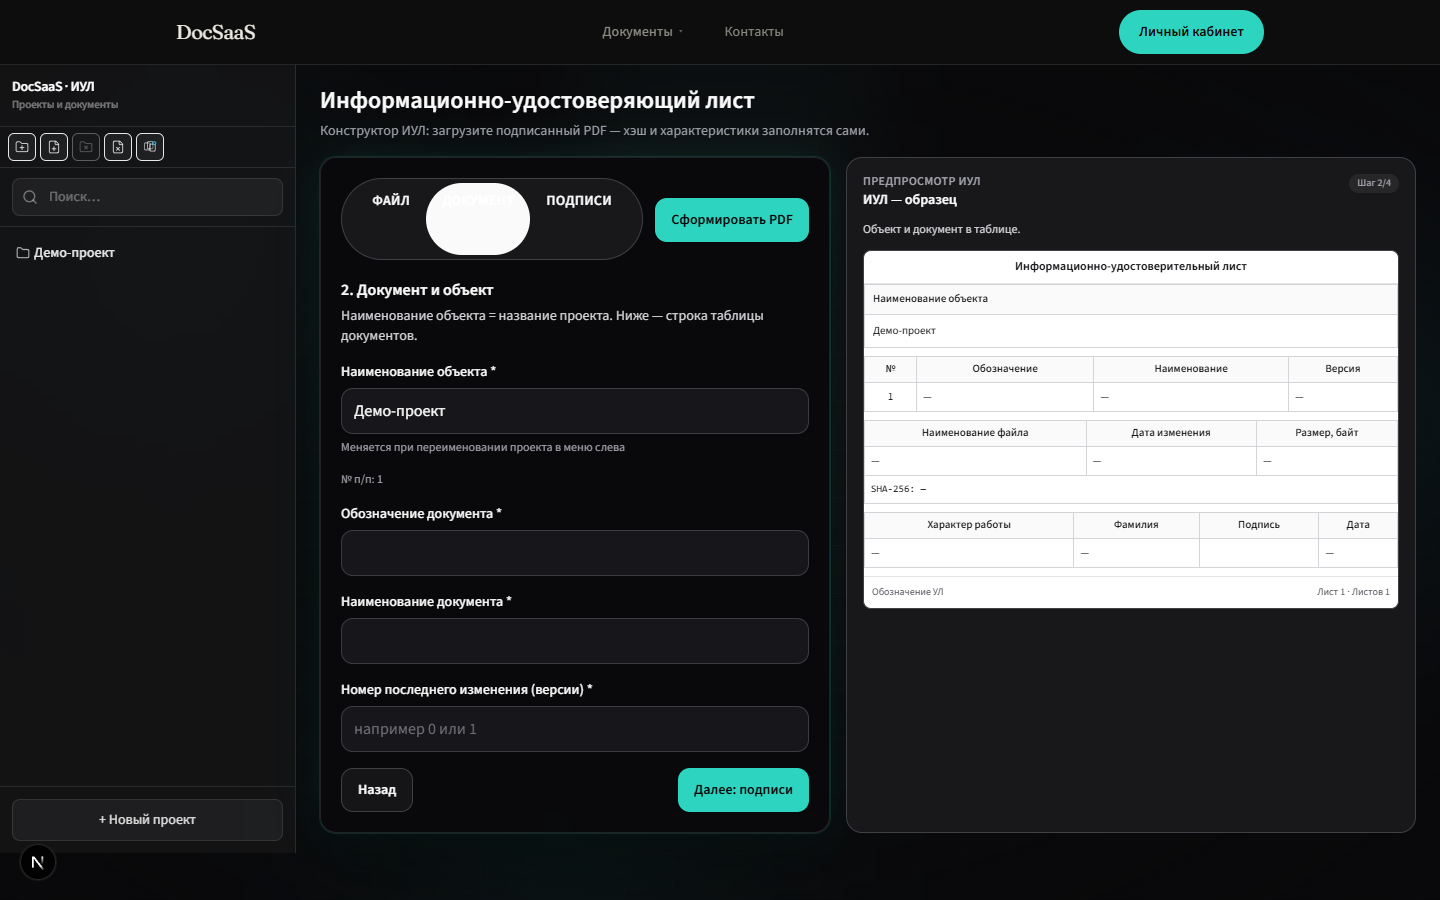 DocSaaS
Документы
Контакты
Личный кабинет
DocSaaS · ИУЛ
Проекты и документы
Поиск...
Демо-проект
+ Новый проект
N
Информационно-удостоверяющий лист
Конструктор ИУЛ: загрузите подписанный PDF — хэш и характеристики заполнятся сами.
ФАЙЛ
ДОКУМЕНТ
ПОДПИСИ
Сформировать PDF
2. Документ и объект
Наименование объекта = название проекта. Ниже — строка таблицы
документов.
Наименование объекта *
Демо-проект
Меняется при переименовании проекта в меню слева
№ п/п: 1
Обозначение документа *
Наименование документа *
Номер последнего изменения (версии) *
например 0 или 1
Назад
Далее: подписи
ПРЕДПРОСМОТР ИУЛ
Шаг 2/4
ИУЛ — образец
Объект и документ в таблице.
Информационно-удостоверительный лист
Наименование объекта
Демо-проект
№ Обозначение Наименование Версия
1 — — —
Наименование файла Дата изменения Размер, байт
— — —
SHA-256: —
Характер работы Фамилия Подпись Дата
— — —
Обозначение УЛ
Лист 1 · Листов 1